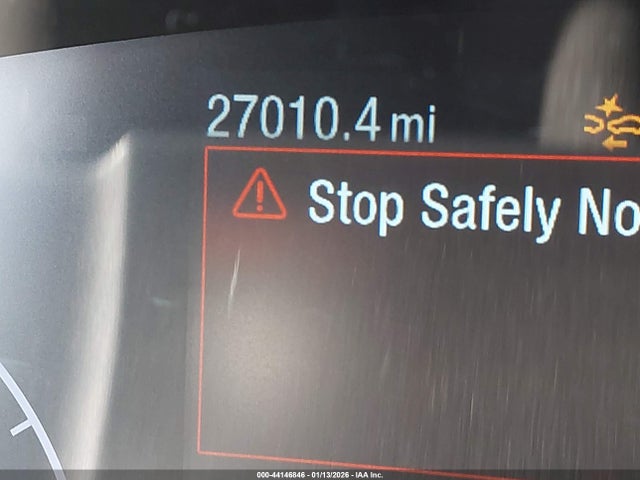 27010.4 mi
Stop Safely No
000-44146846 - 01/13/2026 - IAA Inc.